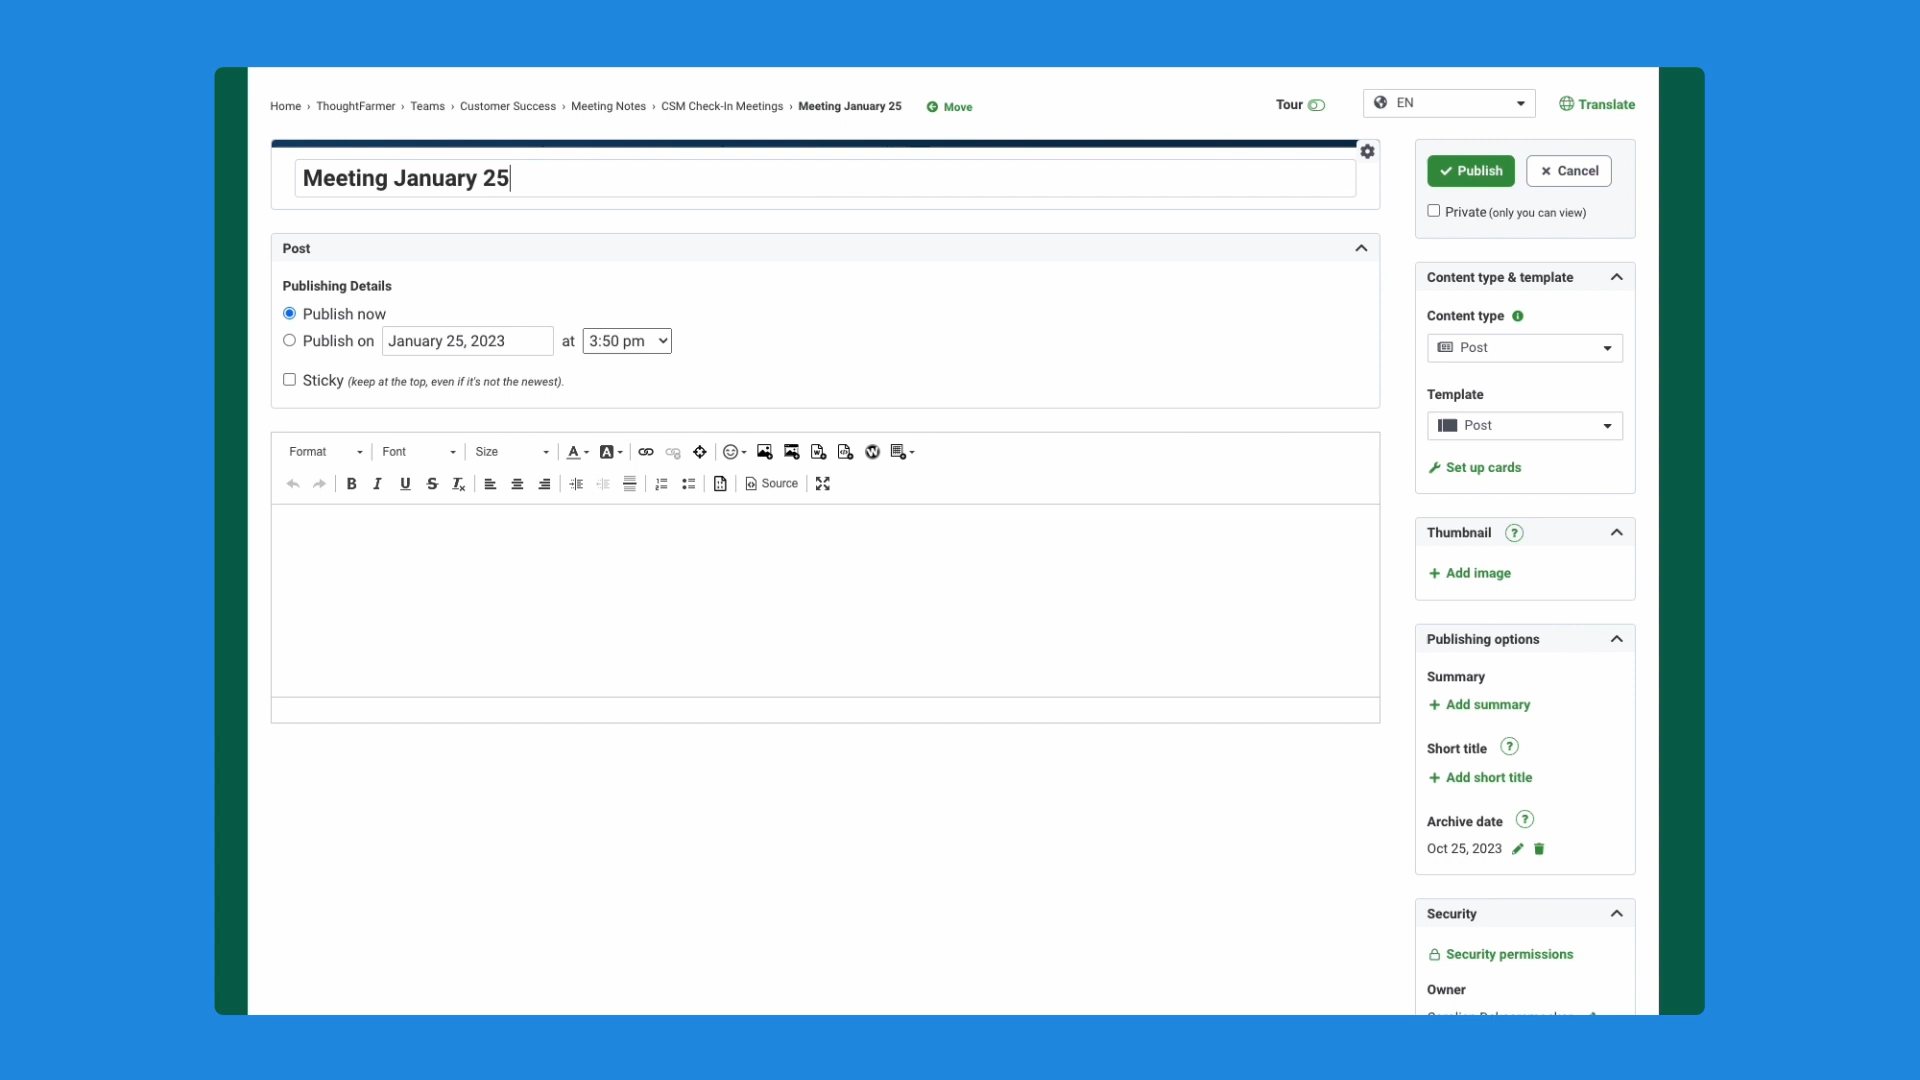 Home › ThoughtFarmer › Teams › Customer Success › Meeting Notes › CSM Check-In Meetings › Meeting January 25 Move
Tour EN Translate
Meeting January 25
Publish Cancel
Private (only you can view)
Post
Publishing Details
Publish now
Publish on January 25, 2023 at 3:50 pm
Sticky (keep at the top, even if it's not the newest).
Format Font Size
Source
Content type & template
Content type
Post
Template
Post
Set up cards
Thumbnail ?
+ Add image
Publishing options
Summary
+ Add summary
Short title ?
+ Add short title
Archive date ?
Oct 25, 2023
Security
Security permissions
Owner